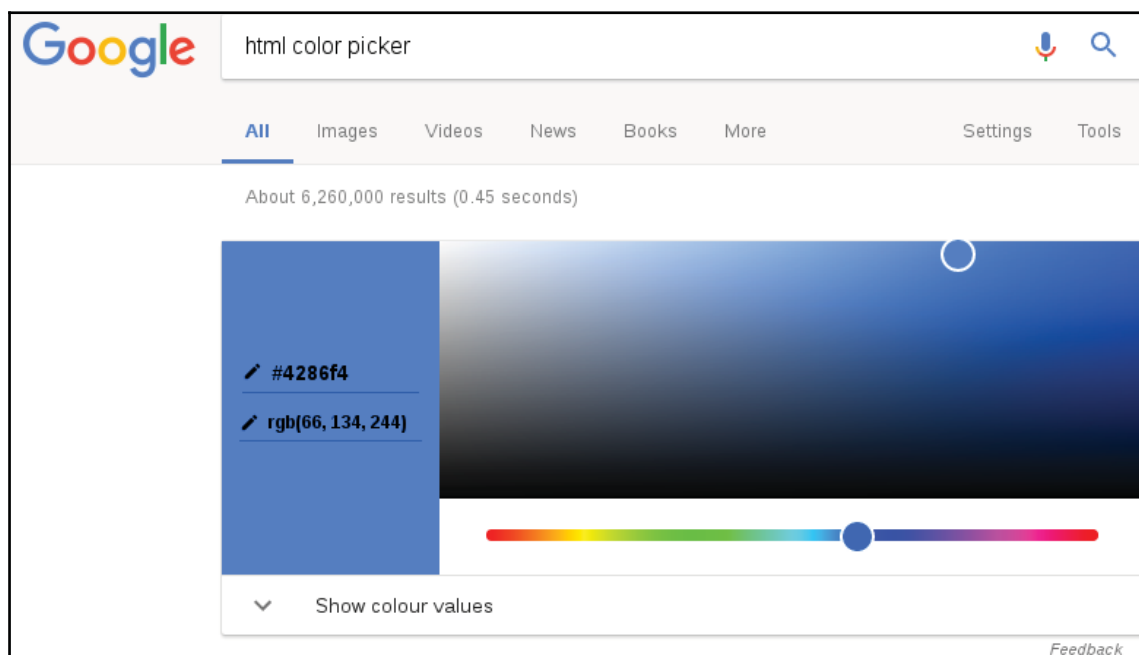 Google
html color picker
All Images Videos News Books More Settings Tools
About 6,260,000 results (0.45 seconds)
#4286f4
rgb(66, 134, 244)
Show colour values
Feedback